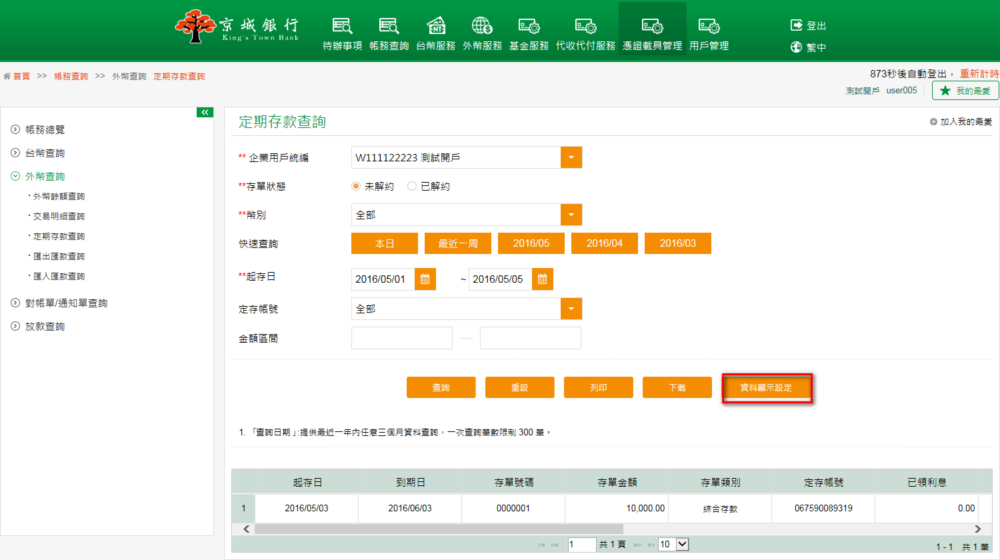 京城銀行
King's Town Bank
待辦事項 帳務查詢 台幣服務 外幣服務 基金服務 代收代付服務 憑證載具管理 用戶管理
登出
繁中
首頁 >> 帳務查詢 >> 外幣查詢 定期存款查詢
873秒後自動登出， 重新計時
測試開戶 user005 我的最愛
帳務總覽
台幣查詢
外幣查詢
‧外幣餘額查詢
‧交易明細查詢
‧定期存款查詢
‧匯出匯款查詢
‧匯入匯款查詢
對帳單/通知單查詢
放款查詢
定期存款查詢
加入我的最愛
** 企業用戶統編 W111122223 測試開戶
**存單狀態 未解約 已解約
**幣別 全部
快速查詢 本日 最近一周 2016/05 2016/04 2016/03
**起存日 2016/05/01 ~ 2016/05/05
定存帳號 全部
金額區間
查詢 重設 列印 下載 資料顯示設定
1. 「查詢日期」:提供最近一年內任意三個月資料查詢，一次查詢筆數限制 300 筆。
起存日 到期日 存單號碼 存單金額 存單類別 定存帳號 已領利息
1 2016/05/03 2016/06/03 0000001 10,000.00 綜合存款 067590089319 0.00
1 共 1 頁 10
1 - 1 共 1 筆